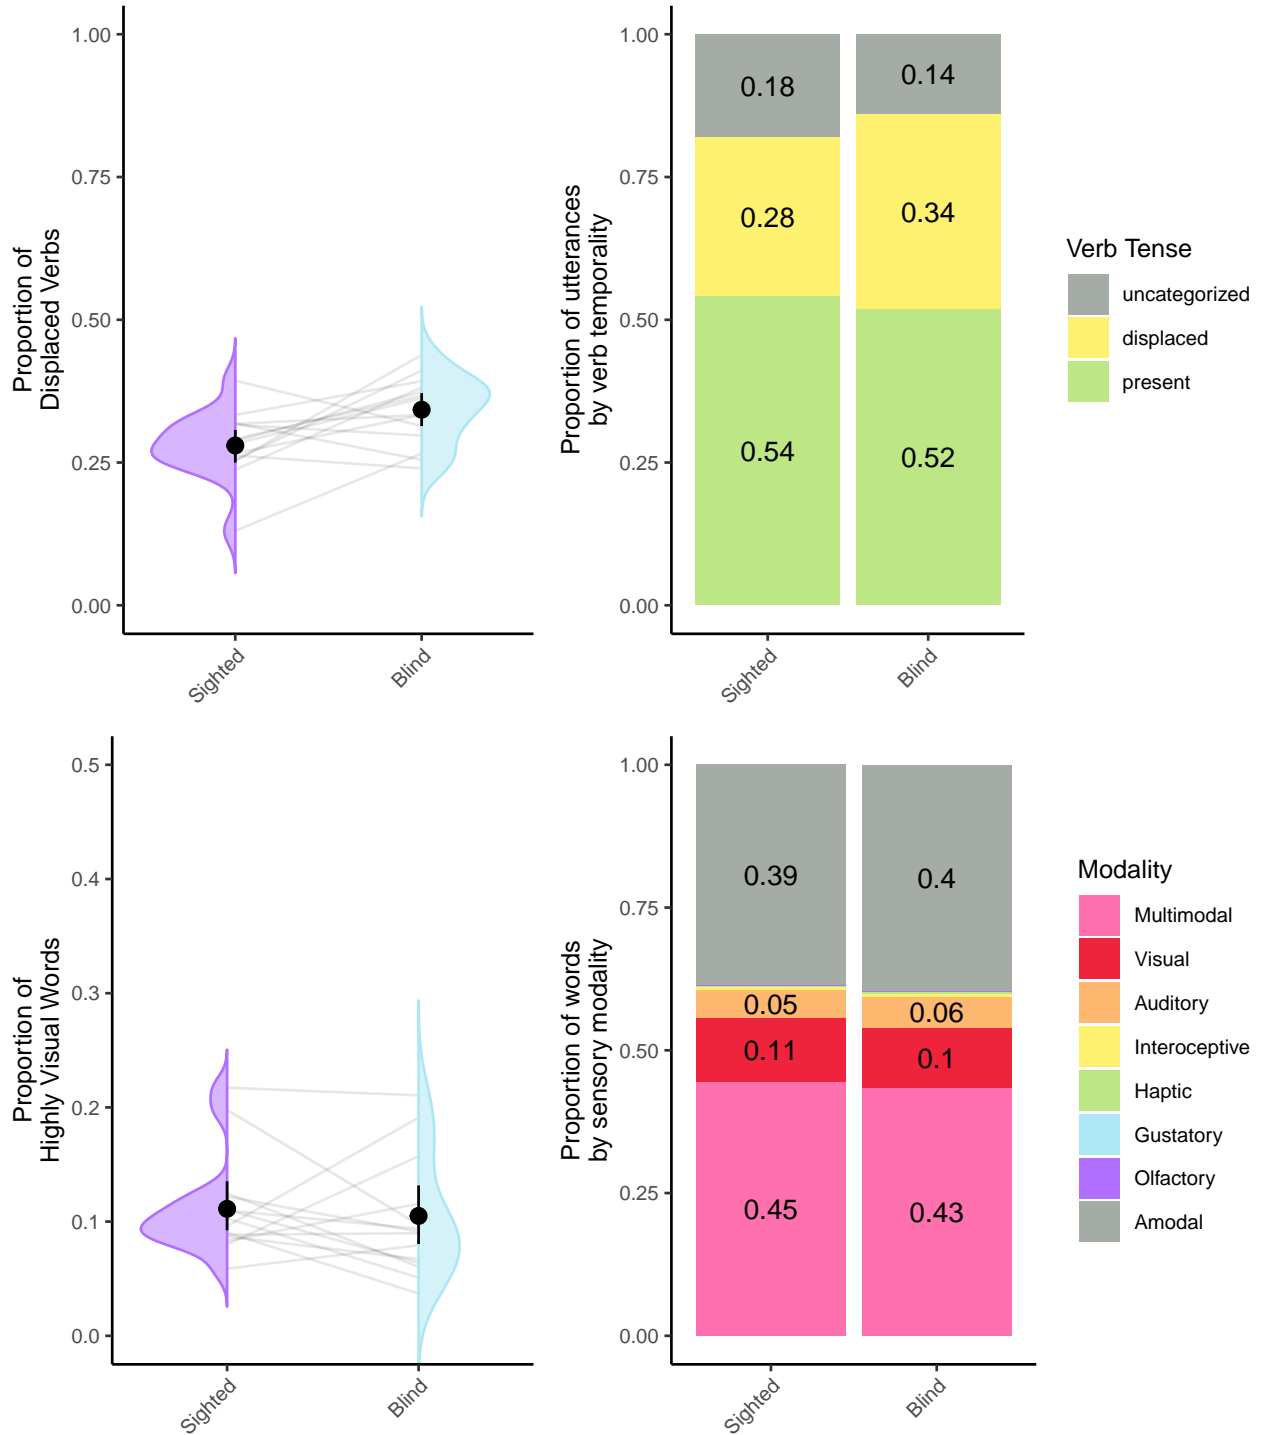 1.00
0.75
0.50
0.25
0.00
Proportion of
Displaced Verbs
Sighted
Blind
1.00
0.75
0.50
0.25
0.00
Proportion of utterances
by verb temporality
0.18
0.14
0.28
0.34
0.54
0.52
Sighted
Blind
Verb Tense
uncategorized
displaced
present
0.5
0.4
0.3
0.2
0.1
0.0
Proportion of
Highly Visual Words
Sighted
Blind
1.00
0.75
0.50
0.25
0.00
Proportion of words
by sensory modality
0.39
0.4
0.05
0.06
0.11
0.1
0.45
0.43
Sighted
Blind
Modality
Multimodal
Visual
Auditory
Interoceptive
Haptic
Gustatory
Olfactory
Amodal